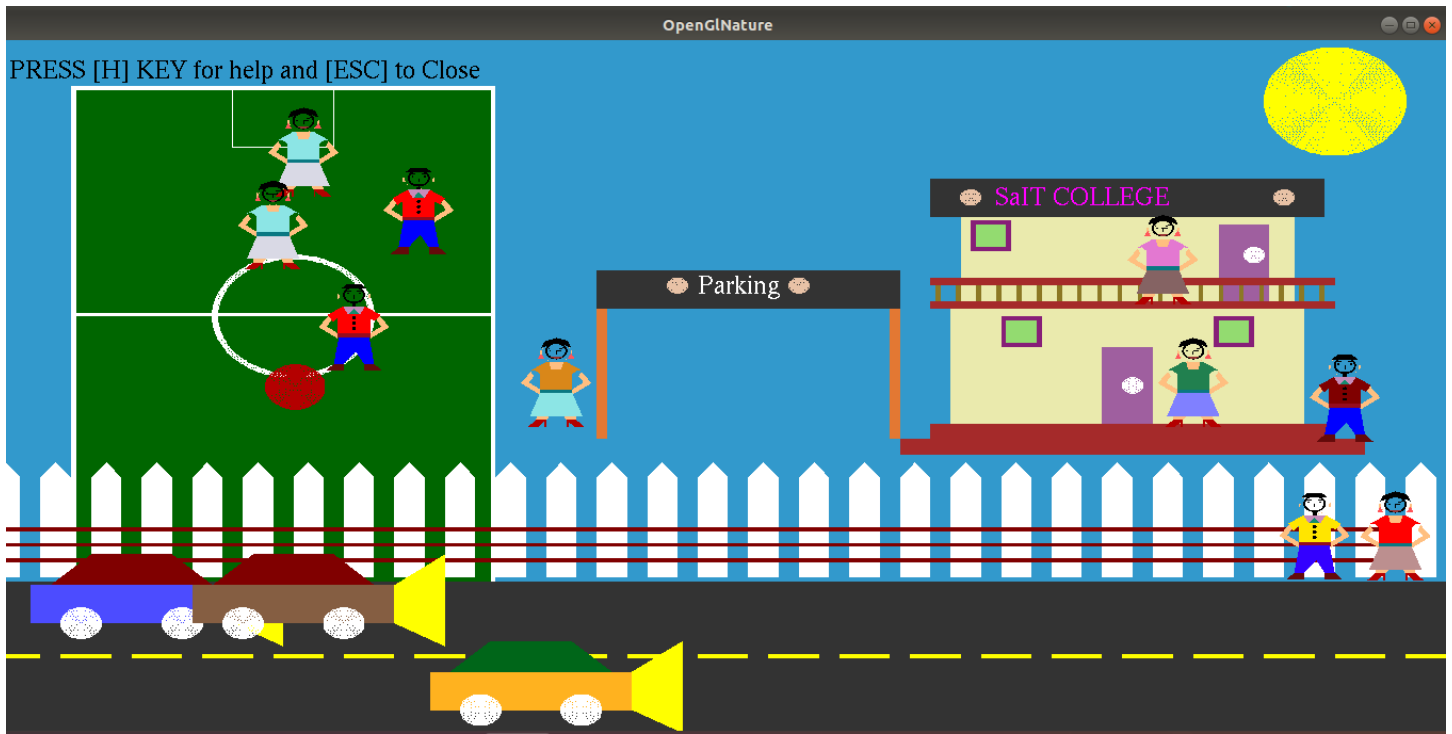 OpenGlNature
PRESS [H] KEY for help and [ESC] to Close
SaIT COLLEGE
Parking